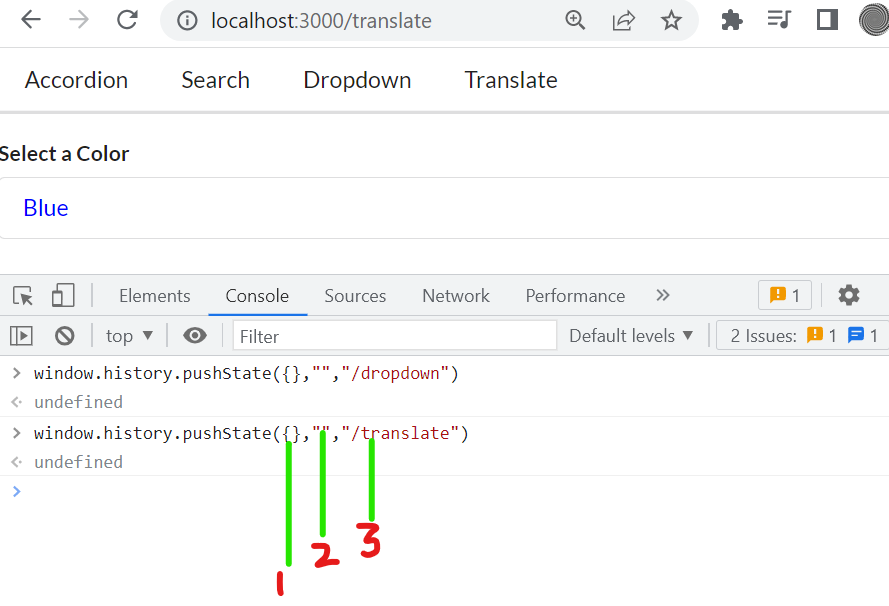 localhost:3000/translate
Accordion Search Dropdown Translate
Select a Color
Blue
Elements Console Sources Network Performance 1
top Filter Default levels 2 Issues: 1 1
window.history.pushState({},"","/dropdown")
undefined
window.history.pushState({},"","/translate")
undefined
1 2 3